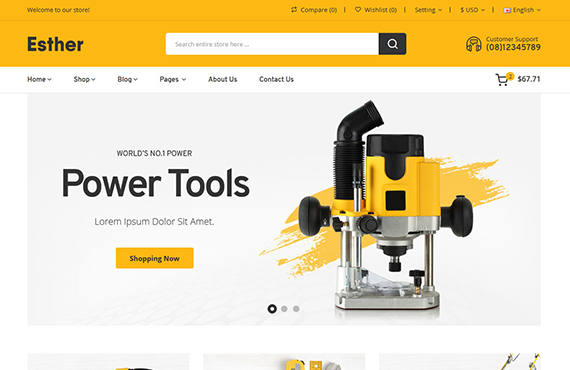 Welcome to our store!
Compare (0)
Wishlist (0)
Setting
$ USD
English
Esther
Search entire store here ...
Customer Support
(08)12345789
Home
Shop
Blog
Pages
About Us
Contact Us
2
$67.71
WORLD'S NO.1 POWER
Power Tools
Lorem Ipsum Dolor Sit Amet.
Shopping Now